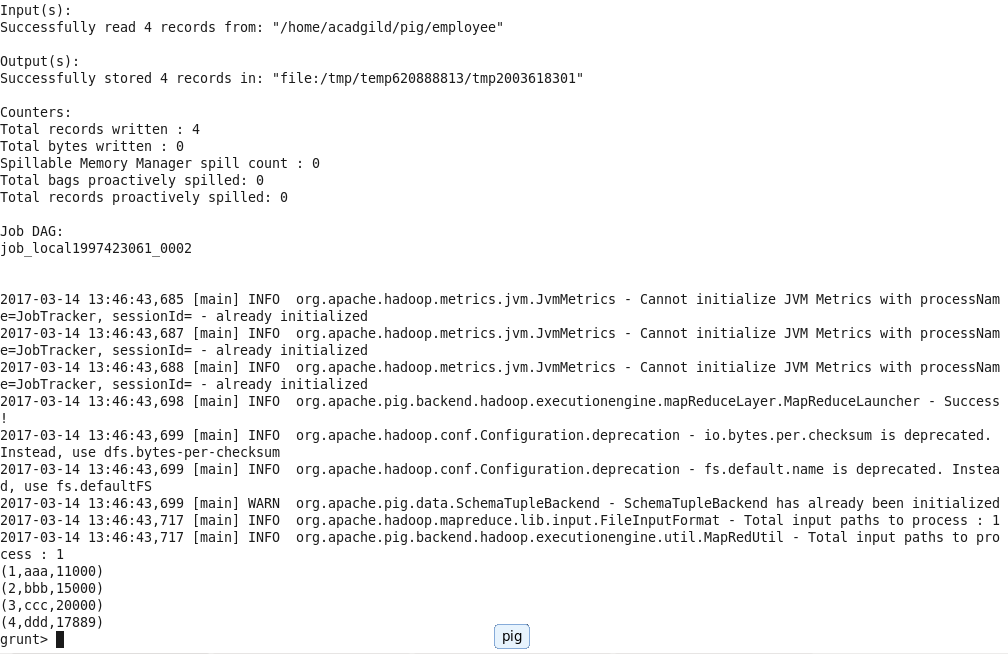 Input(s):
Successfully read 4 records from: "/home/acadgild/pig/employee"
Output(s):
Successfully stored 4 records in: "file:/tmp/temp620888813/tmp2003618301"
Counters:
Total records written : 4
Total bytes written : 0
Spillable Memory Manager spill count : 0
Total bags proactively spilled: 0
Total records proactively spilled: 0
Job DAG:
job_local1997423061_0002
2017-03-14 13:46:43,685 [main] INFO  org.apache.hadoop.metrics.jvm.JvmMetrics - Cannot initialize JVM Metrics with processNam
e=JobTracker, sessionId= - already initialized
2017-03-14 13:46:43,687 [main] INFO  org.apache.hadoop.metrics.jvm.JvmMetrics - Cannot initialize JVM Metrics with processNam
e=JobTracker, sessionId= - already initialized
2017-03-14 13:46:43,688 [main] INFO  org.apache.hadoop.metrics.jvm.JvmMetrics - Cannot initialize JVM Metrics with processNam
e=JobTracker, sessionId= - already initialized
2017-03-14 13:46:43,698 [main] INFO  org.apache.pig.backend.hadoop.executionengine.mapReduceLayer.MapReduceLauncher - Success
!
2017-03-14 13:46:43,699 [main] INFO  org.apache.hadoop.conf.Configuration.deprecation - io.bytes.per.checksum is deprecated.
Instead, use dfs.bytes-per-checksum
2017-03-14 13:46:43,699 [main] INFO  org.apache.hadoop.conf.Configuration.deprecation - fs.default.name is deprecated. Instea
d, use fs.defaultFS
2017-03-14 13:46:43,699 [main] WARN  org.apache.pig.data.SchemaTupleBackend - SchemaTupleBackend has already been initialized
2017-03-14 13:46:43,717 [main] INFO  org.apache.hadoop.mapreduce.lib.input.FileInputFormat - Total input paths to process : 1
2017-03-14 13:46:43,717 [main] INFO  org.apache.pig.backend.hadoop.executionengine.util.MapRedUtil - Total input paths to pro
cess : 1
(1,aaa,11000)
(2,bbb,15000)
(3,ccc,20000)
(4,ddd,17889)
grunt>
pig